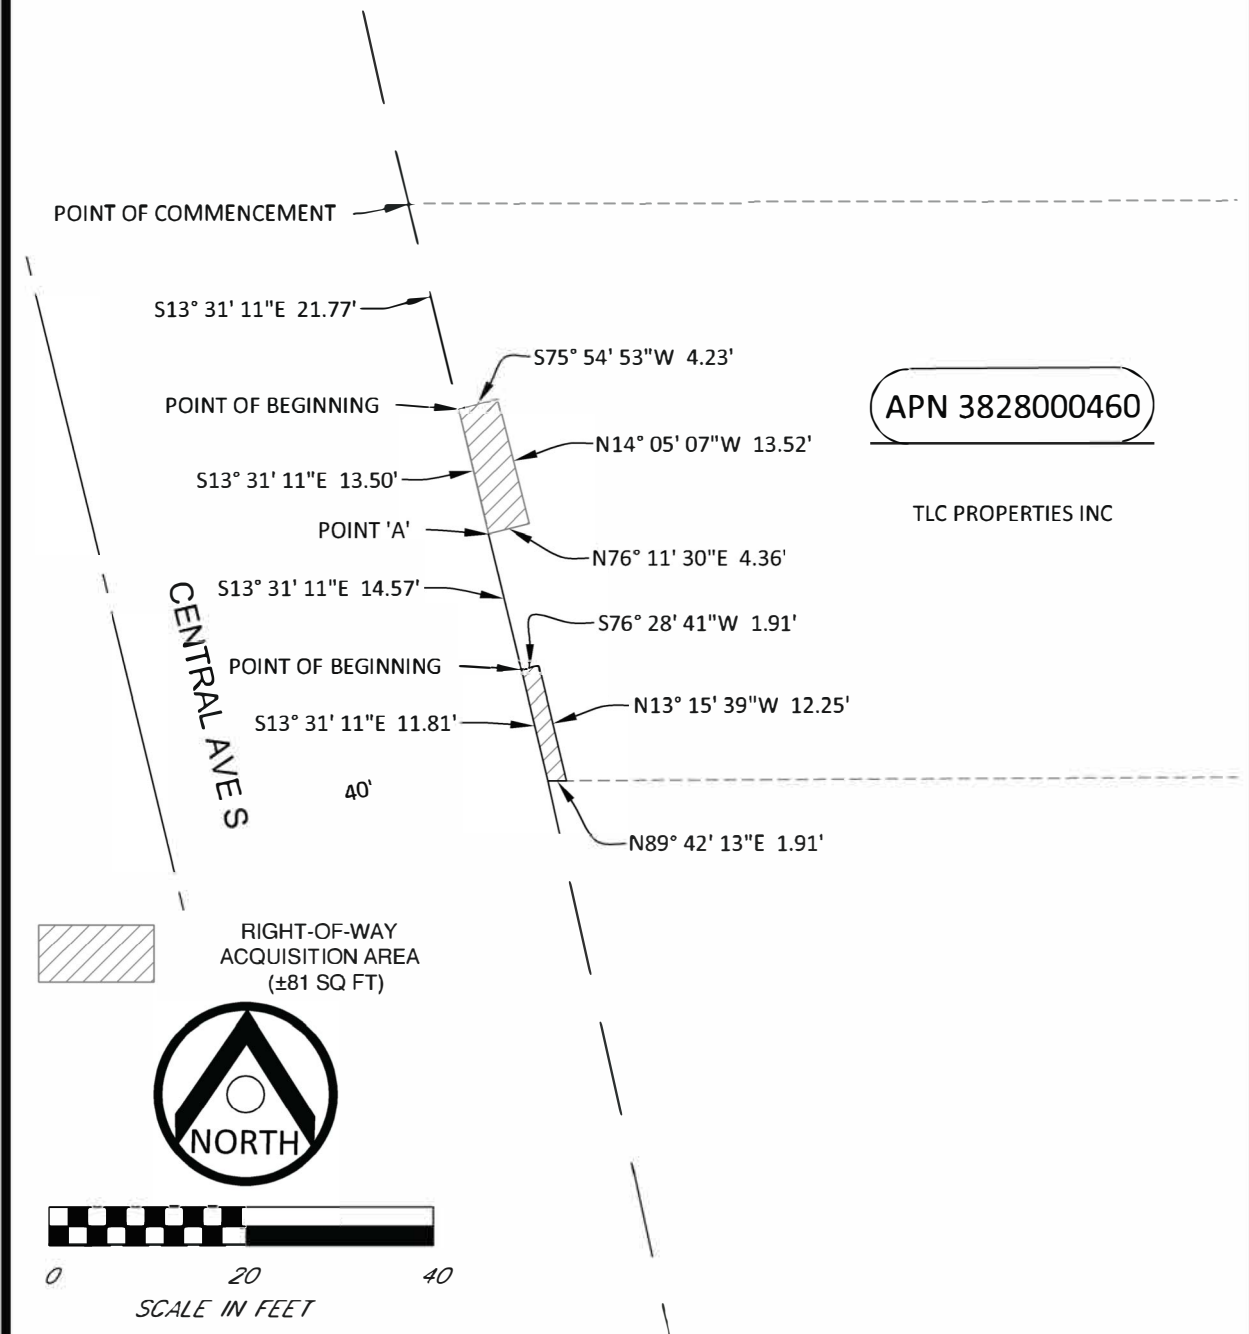 POINT OF COMMENCEMENT
S13° 31' 11"E 21.77'
S75° 54' 53"W 4.23'
POINT OF BEGINNING
APN 3828000460
N14° 05' 07"W 13.52'
S13° 31' 11"E 13.50'
TLC PROPERTIES INC
POINT 'A'
N76° 11' 30"E 4.36'
S13° 31' 11"E 14.57'
S76° 28' 41"W 1.91'
CENTRAL AVE S
POINT OF BEGINNING
N13° 15' 39"W 12.25'
S13° 31' 11"E 11.81'
40'
N89° 42' 13"E 1.91'
RIGHT-OF-WAY
ACQUISITION AREA
(±81 SQ FT)
NORTH
0 20 40
SCALE IN FEET